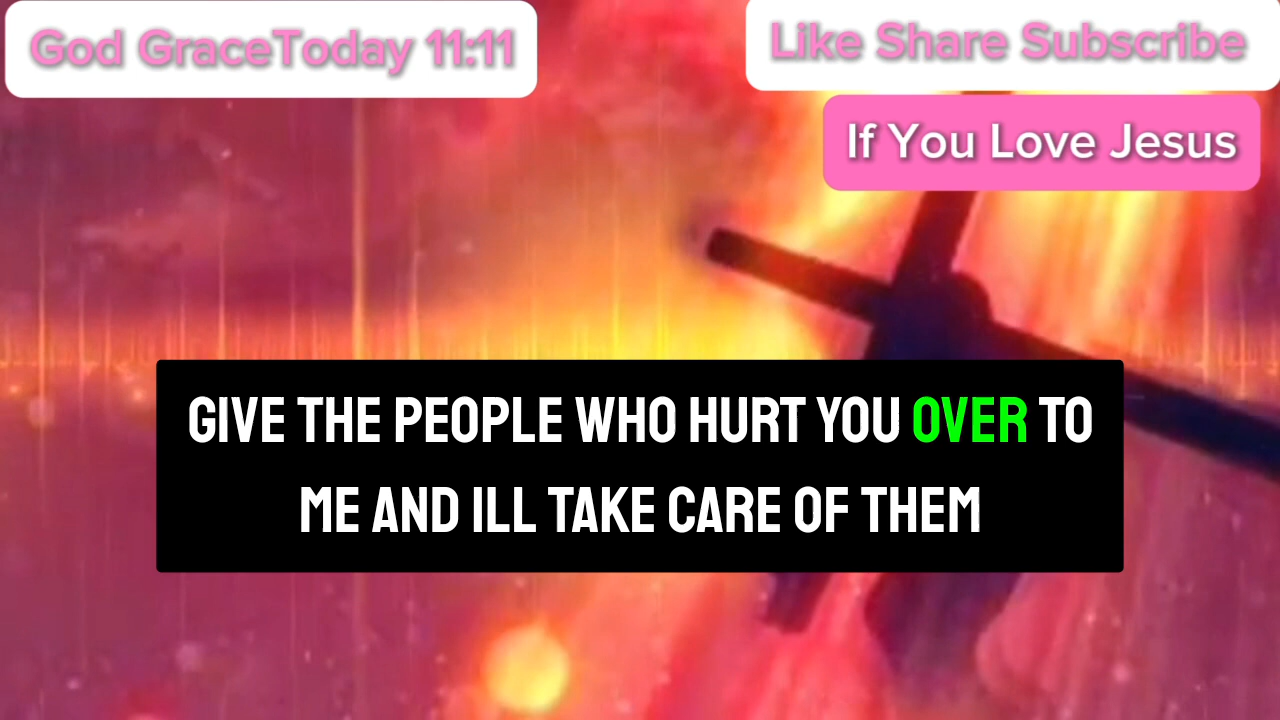 God GraceToday 11:11
Like Share Subscribe
If You Love Jesus
GIVE THE PEOPLE WHO HURT YOU OVER TO
ME AND ILL TAKE CARE OF THEM